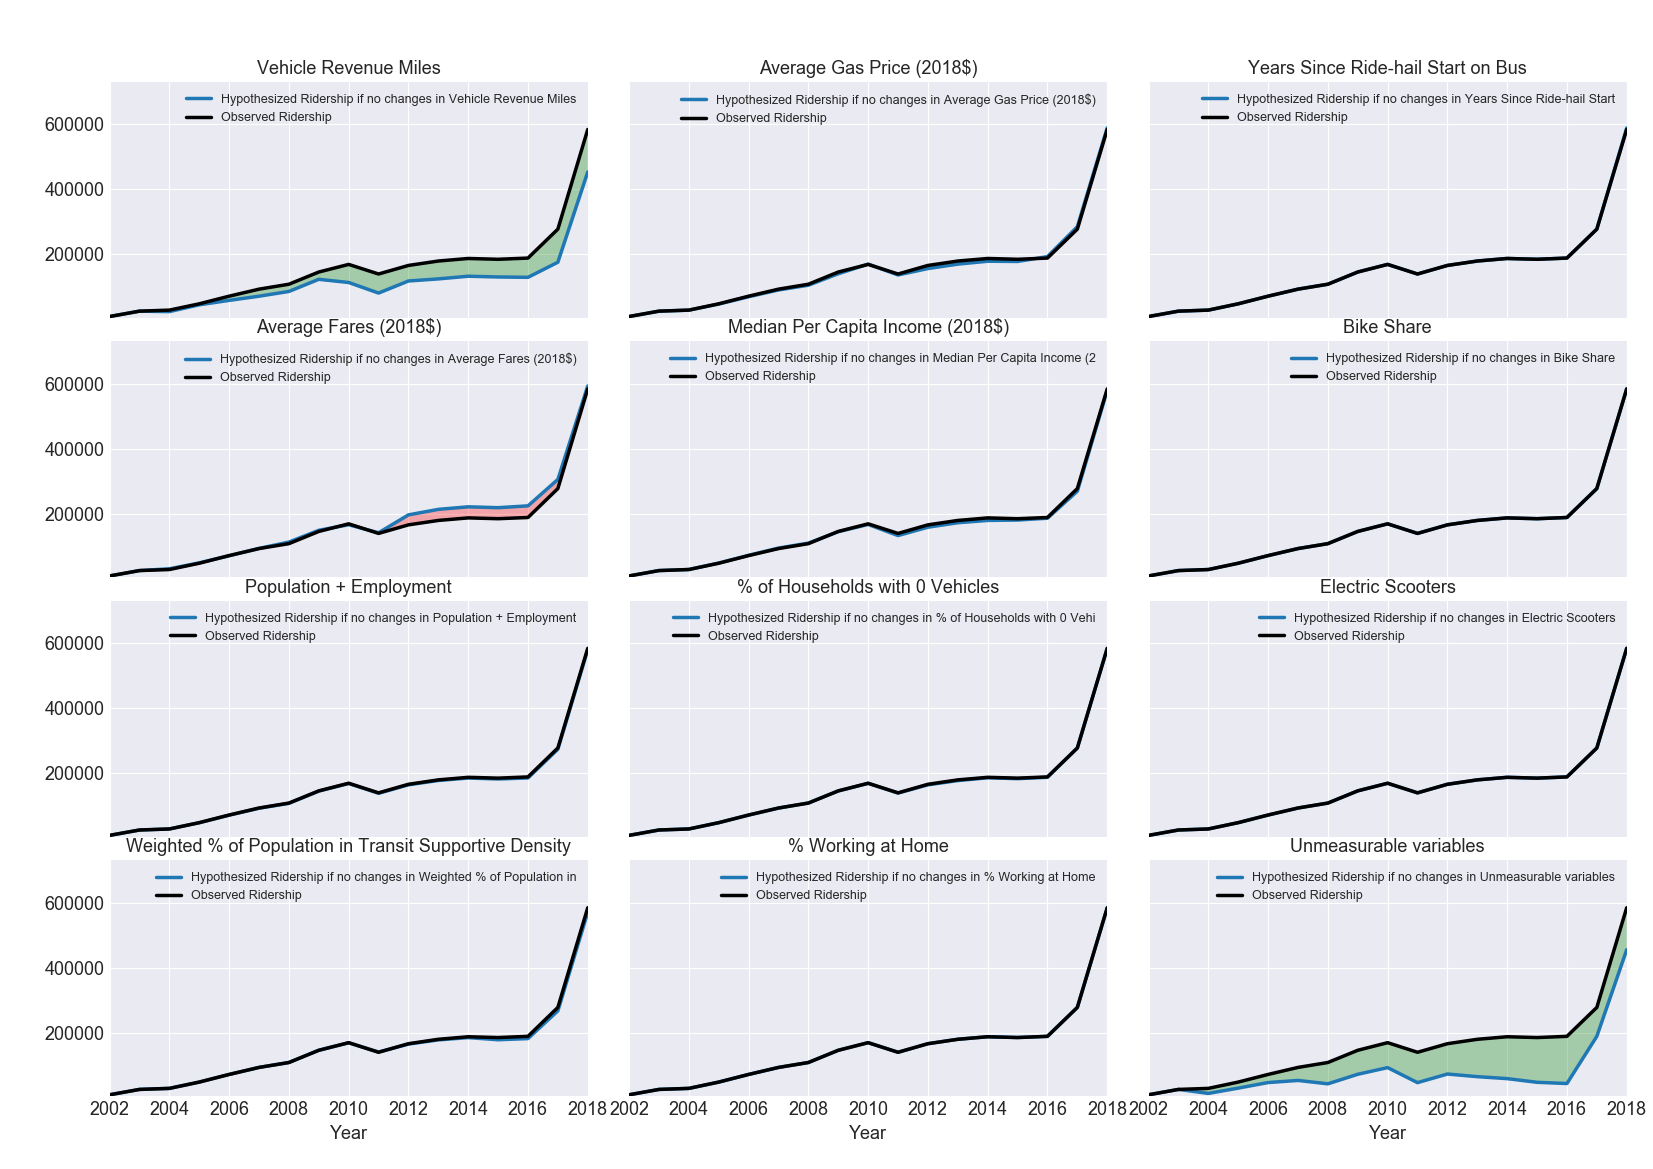 Vehicle Revenue Miles
Hypothesized Ridership if no changes in Vehicle Revenue Miles
Observed Ridership
600000
400000
200000
Average Gas Price (2018$)
Hypothesized Ridership if no changes in Average Gas Price (2018$)
Observed Ridership
Years Since Ride-hail Start on Bus
Hypothesized Ridership if no changes in Years Since Ride-hail Start
Observed Ridership
Average Fares (2018$)
Hypothesized Ridership if no changes in Average Fares (2018$)
Observed Ridership
600000
400000
200000
Median Per Capita Income (2018$)
Hypothesized Ridership if no changes in Median Per Capita Income (2
Observed Ridership
Bike Share
Hypothesized Ridership if no changes in Bike Share
Observed Ridership
Population + Employment
Hypothesized Ridership if no changes in Population + Employment
Observed Ridership
600000
400000
200000
% of Households with 0 Vehicles
Hypothesized Ridership if no changes in % of Households with 0 Vehi
Observed Ridership
Electric Scooters
Hypothesized Ridership if no changes in Electric Scooters
Observed Ridership
Weighted % of Population in Transit Supportive Density
Hypothesized Ridership if no changes in Weighted % of Population in
Observed Ridership
600000
400000
200000
2002 2004 2006 2008 2010 2012 2014 2016 2018
Year
% Working at Home
Hypothesized Ridership if no changes in % Working at Home
Observed Ridership
2002 2004 2006 2008 2010 2012 2014 2016 2018
Year
Unmeasurable variables
Hypothesized Ridership if no changes in Unmeasurable variables
Observed Ridership
2002 2004 2006 2008 2010 2012 2014 2016 2018
Year